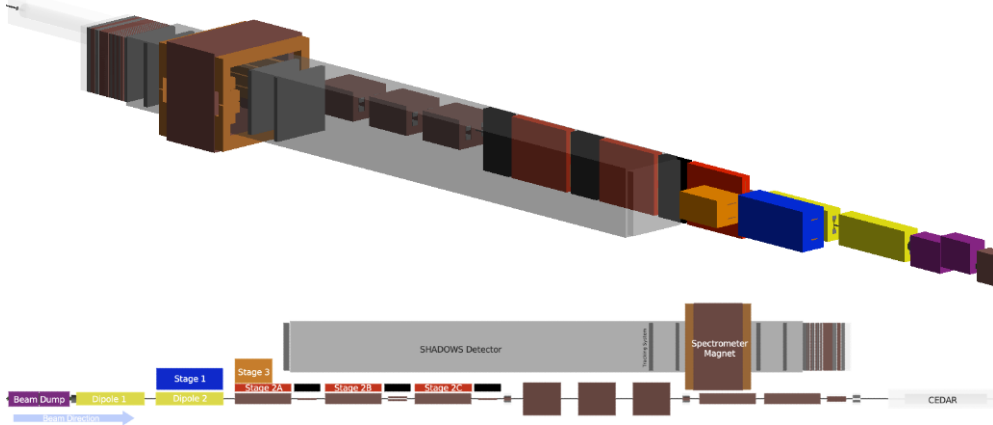 SHADOWS Detector
Tracking System
Spectrometer
Magnet
Stage 1
Stage 3
Stage 2A
Stage 2B
Stage 2C
Beam Dump
Dipole 1
Dipole 2
CEDAR
Beam Direction